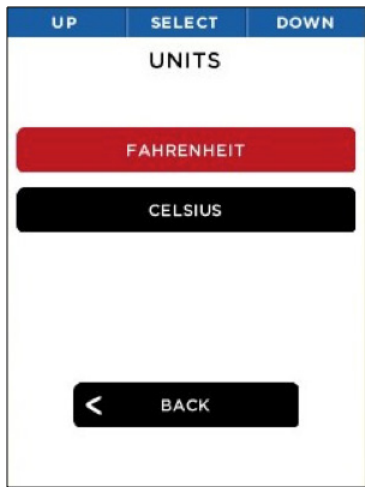 UP SELECT DOWN
UNITS
FAHRENHEIT
CELSIUS
< BACK